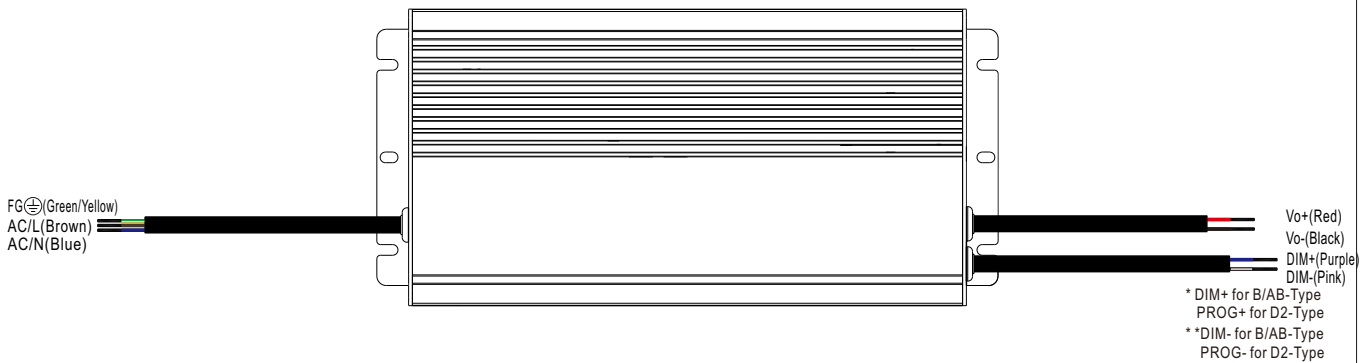 FG⏚(Green/Yellow)
AC/L(Brown)
AC/N(Blue)
Vo+(Red)
Vo-(Black)
DIM+(Purple)
DIM-(Pink)
* DIM+ for B/AB-Type
PROG+ for D2-Type
* *DIM- for B/AB-Type
PROG- for D2-Type